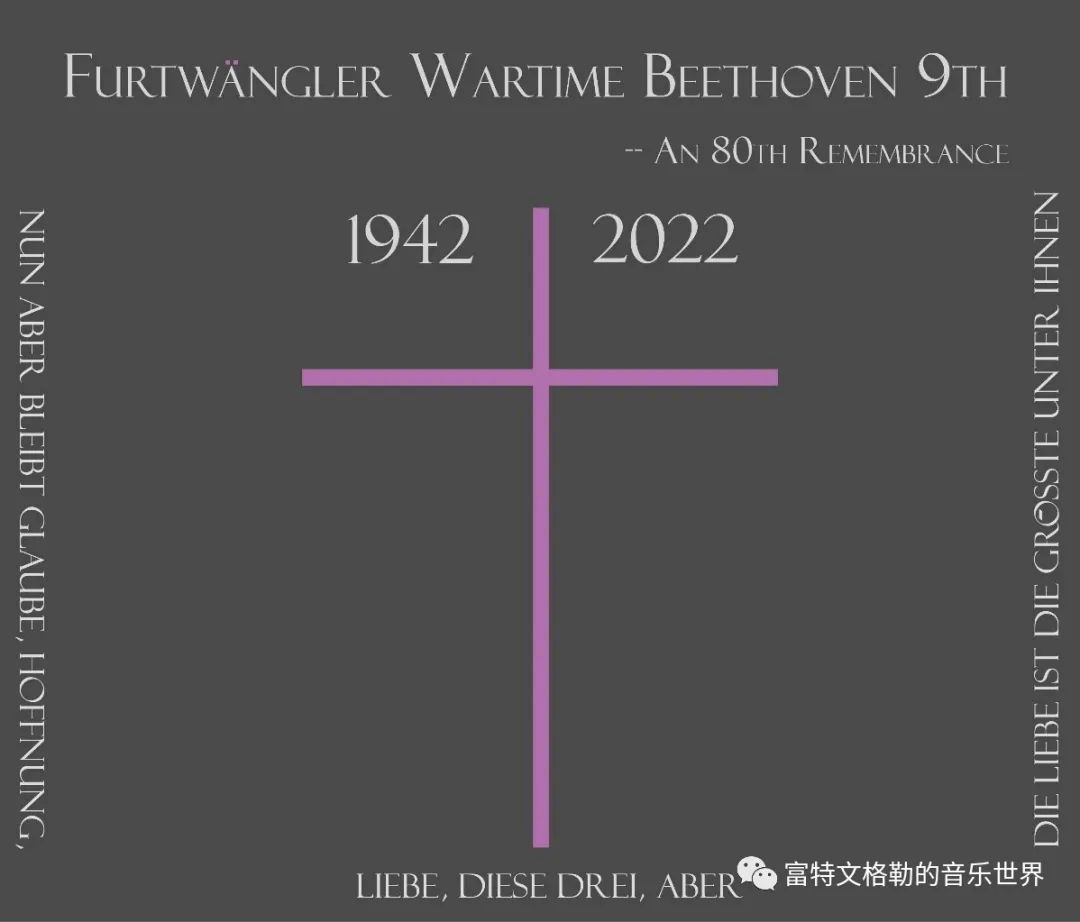 FURTWÄNGLER WARTIME BEETHOVEN 9TH
-- AN 80TH REMEMBRANCE
1942
2022
NUN ABER BLEIBT GLAUBE, HOFFNUNG,
LIEBE, DIESE DREI, ABER
DIE LIEBE IST DIE GRÖSSTE UNTER IHNEN
富特文格勒的音乐世界